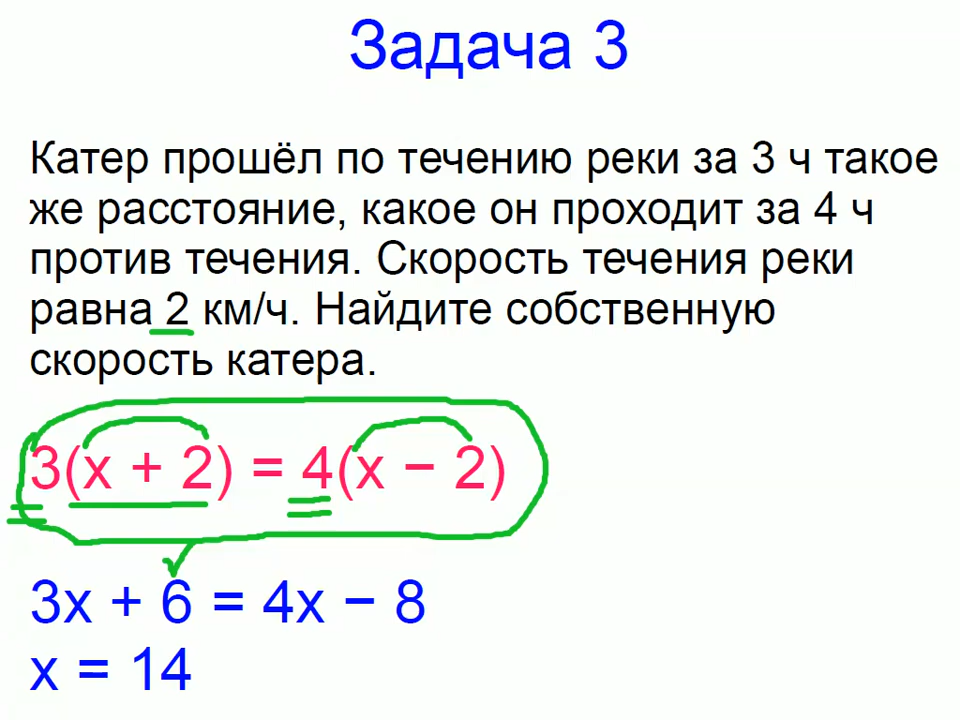 Задача 3
Катер прошёл по течению реки за 3 ч такое
же расстояние, какое он проходит за 4 ч
против течения. Скорость течения реки
равна 2 км/ч. Найдите собственную
скорость катера.
3(x + 2) = 4(x − 2)
3x + 6 = 4x − 8
x = 14